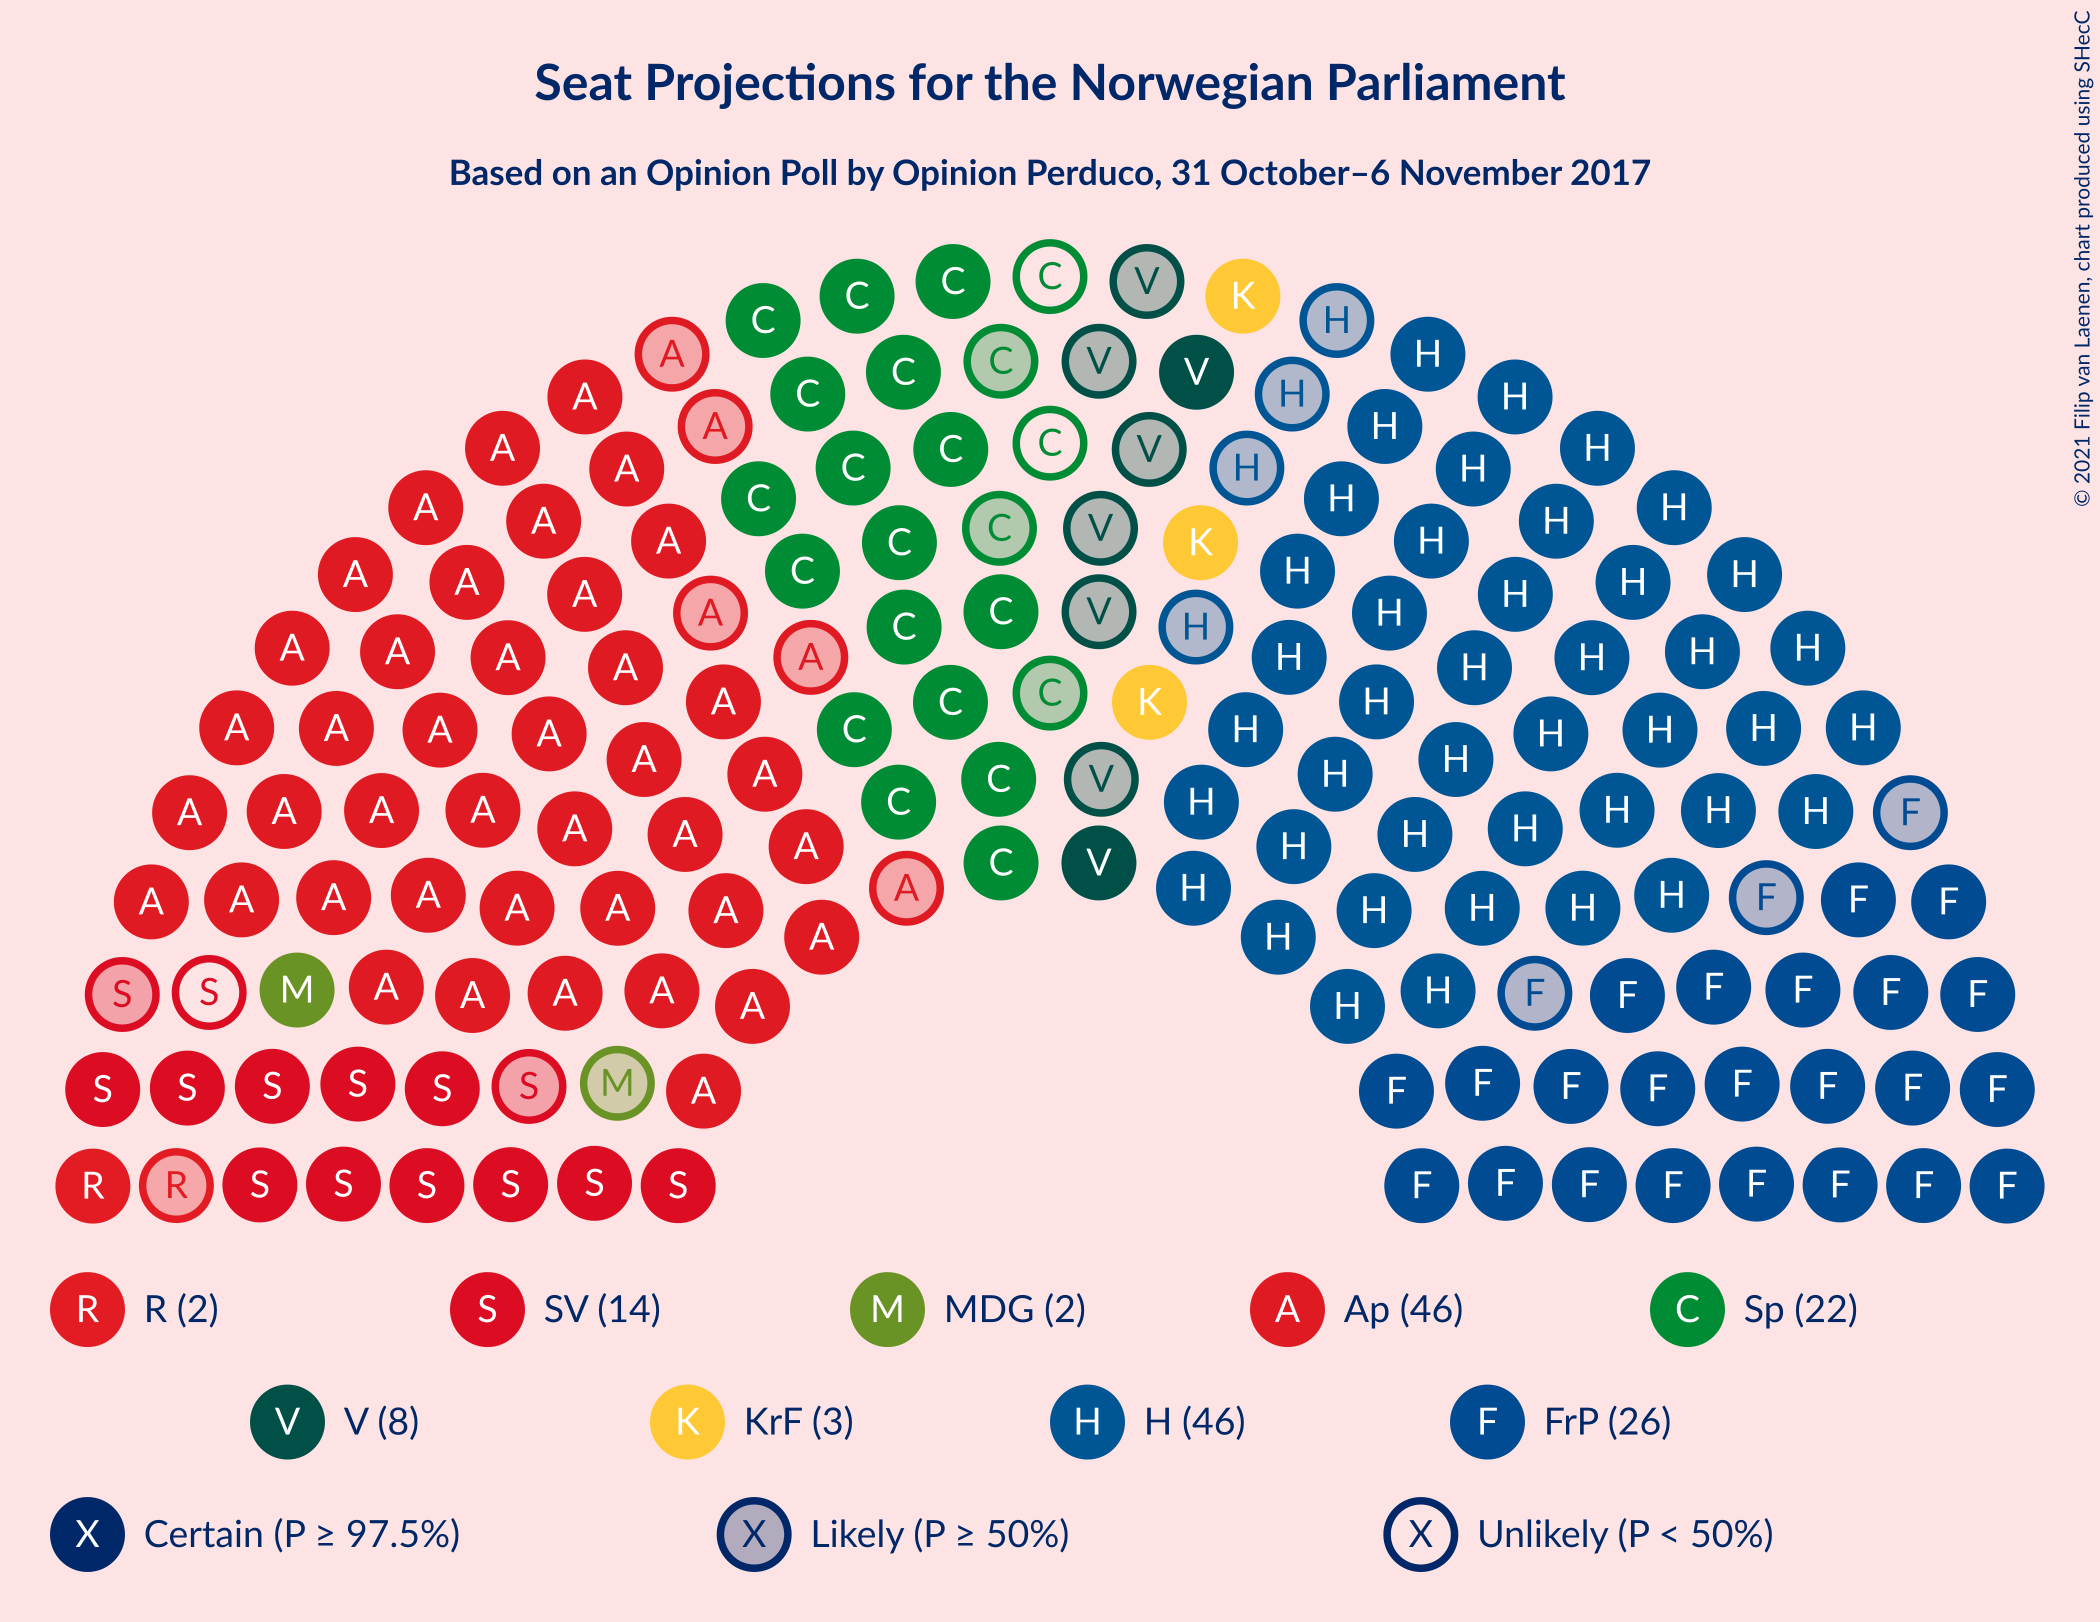 Seat Projections for the Norwegian Parliament
Based on an Opinion Poll by Opinion Perduco, 31 October–6 November 2017
© 2021 Filip van Laenen, chart produced using SHecC
C C C C V K H
A C C C V V H H H
A A C C C V H H H H
A A C C C V K H H H H
A A A C C V H H H H H
A A A A C C C K H H H H H
A A A A A C C V H H H H H H
A A A A A A C V H H H H H H F
A A A A A A A A A H H H H H F F F
S S M A A A A A H H F F F F F F
S S S S S S M A F F F F F F F F
R R S S S S S S F F F F F F F F
R R (2) S SV (14) M MDG (2) A Ap (46) C Sp (22)
V V (8) K KrF (3) H H (46) F FrP (26)
X Certain (P ≥ 97.5%) X Likely (P ≥ 50%) X Unlikely (P < 50%)